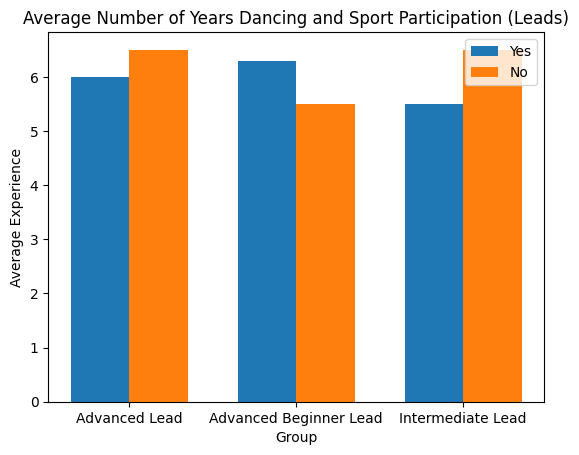 Average Number of Years Dancing and Sport Participation (Leads)
Yes
No
6
5
4
3
2
1
0
Average Experience
Advanced Lead
Advanced Beginner Lead
Intermediate Lead
Group